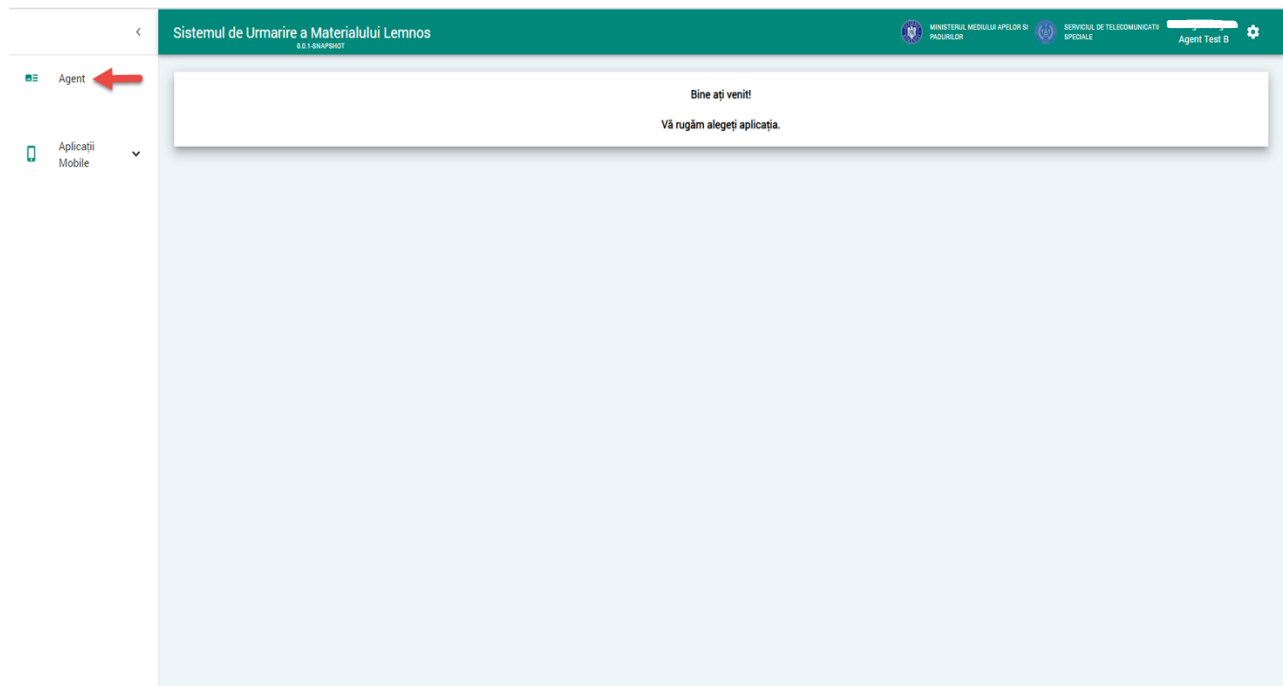 Sistemul de Urmarire a Materialului Lemnos
0.0.1-SNAPSHOT
MINISTERUL MEDIULUI APELOR SI
PADURILOR
SERVICIUL DE TELECOMUNICATII
SPECIALE
Agent Test B
Agent
Aplicații
Mobile
Bine ați venit!
Vă rugăm alegeți aplicația.